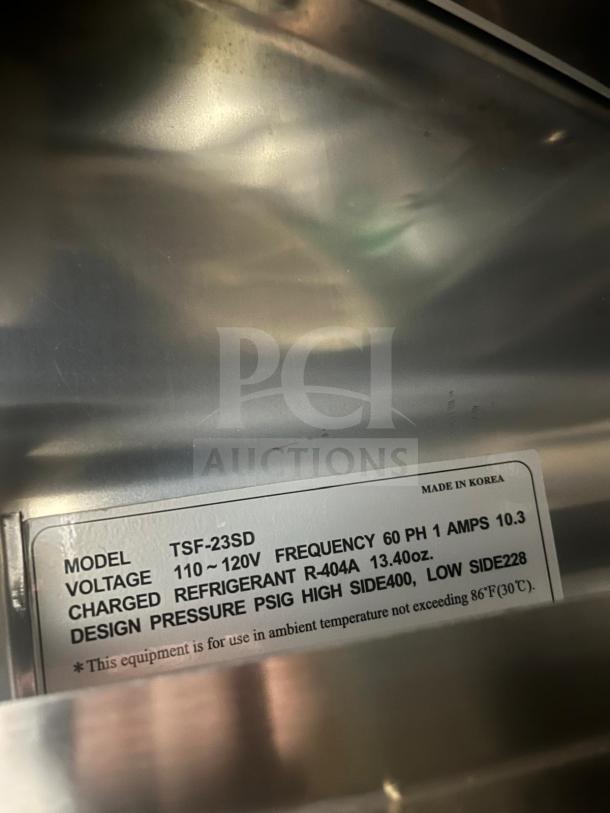 PCI
AUCTIONS
MADE IN KOREA
MODEL TSF-23SD
VOLTAGE 110~120V FREQUENCY 60 PH 1 AMPS 10.3
CHARGED REFRIGERANT R-404A 13.40oz.
DESIGN PRESSURE PSIG HIGH SIDE400, LOW SIDE228
*This equipment is for use in ambient temperature not exceeding 86°F(30℃).